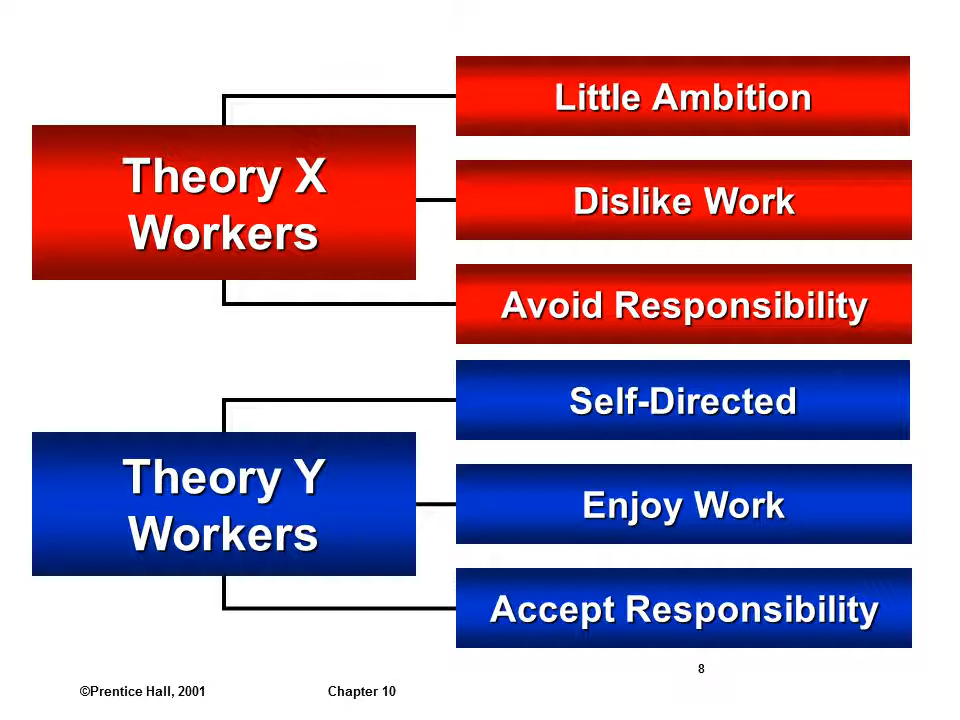 Little Ambition
Theory X
Workers
Dislike Work
Avoid Responsibility
Self-Directed
Theory Y
Workers
Enjoy Work
Accept Responsibility
8
©Prentice Hall, 2001
Chapter 10